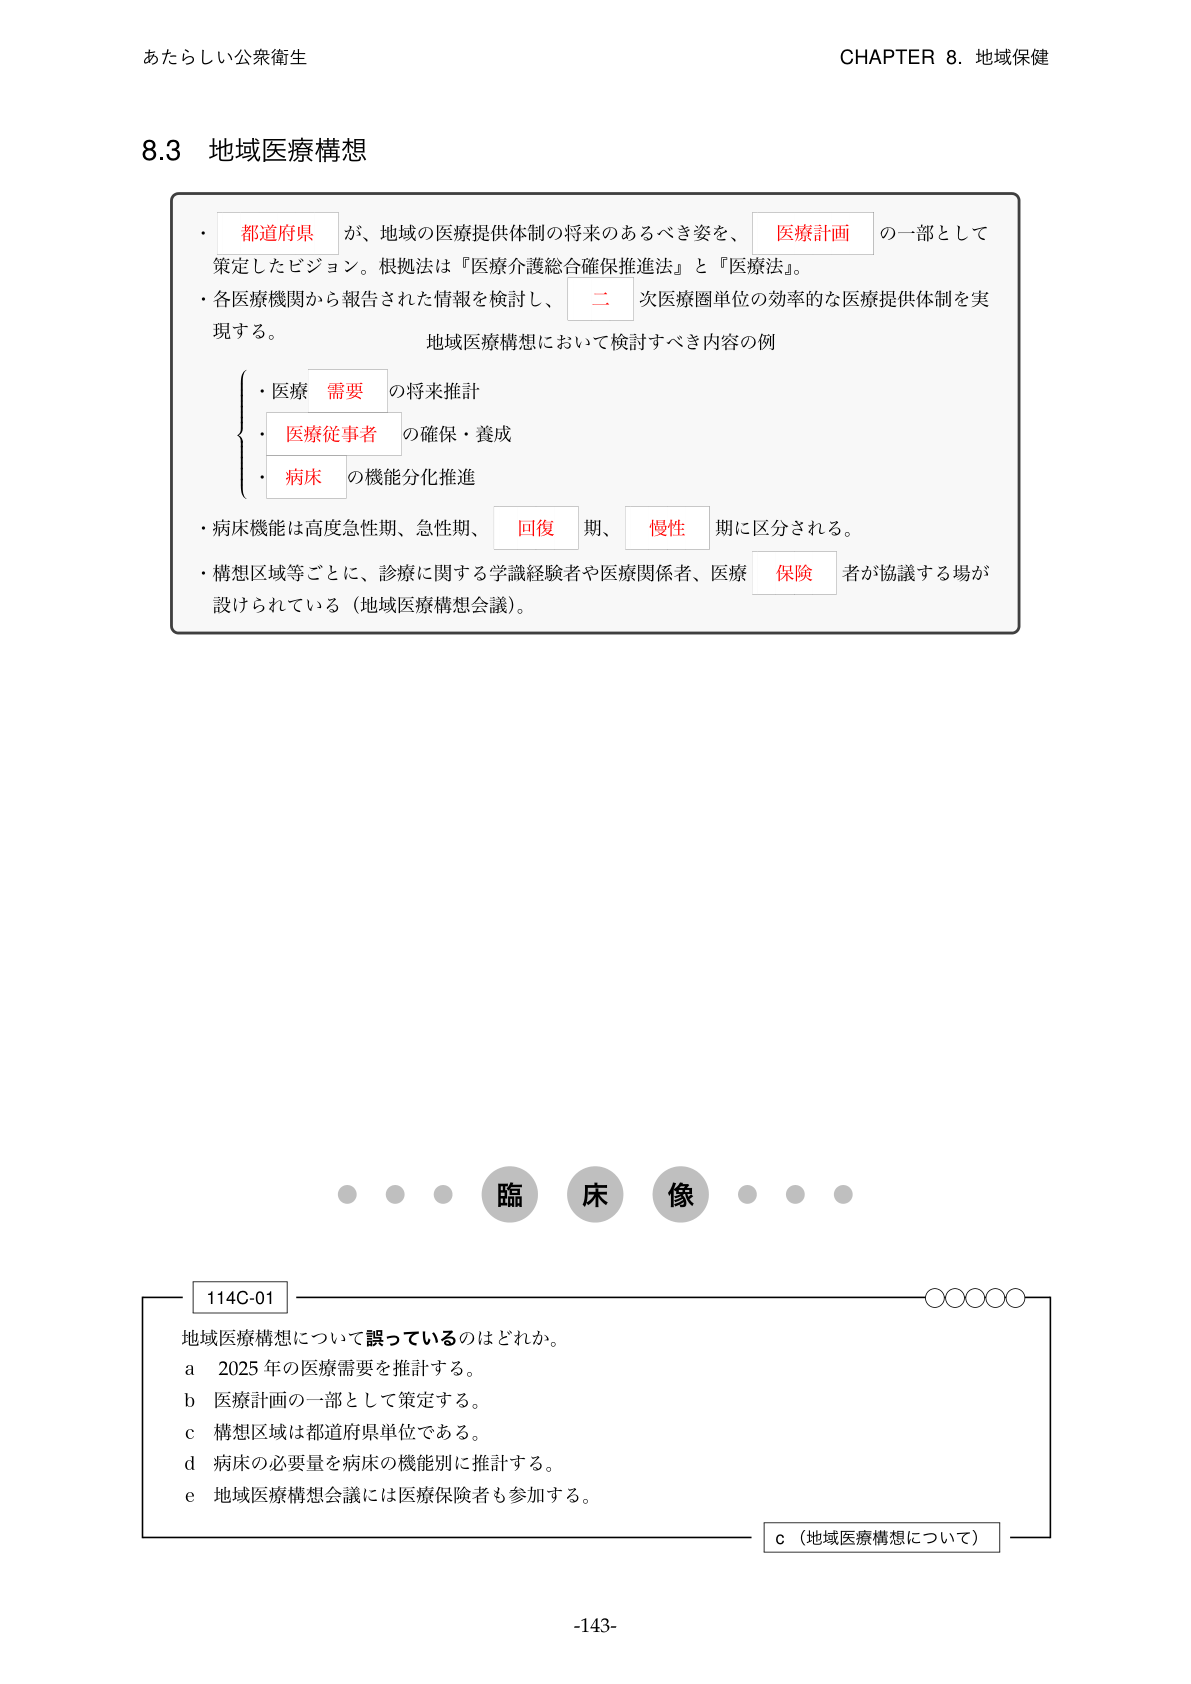 あたらしい公衆衛生
CHAPTER 8. 地域保健
8.3 地域医療構想
・ 都道府県 が、地域の医療提供体制の将来のあるべき姿を、 医療計画 の一部として
策定したビジョン。根拠法は『医療介護総合確保推進法』と『医療法』。
・各医療機関から報告された情報を検討し、 二 次医療圏単位の効率的な医療提供体制を実
現する。
地域医療構想において検討すべき内容の例
・医療 需要 の将来推計
・ 医療従事者 の確保・養成
・ 病床 の機能分化推進
・病床機能は高度急性期、急性期、 回復 期、 慢性 期に区分される。
・構想区域等ごとに、診療に関する学識経験者や医療関係者、医療 保険 者が協議する場が
設けられている（地域医療構想会議）。
臨床像
114C-01
地域医療構想について誤っているのはどれか。
a 2025 年の医療需要を推計する。
b 医療計画の一部として策定する。
c 構想区域は都道府県単位である。
d 病床の必要量を病床の機能別に推計する。
e 地域医療構想会議には医療保険者も参加する。
c （地域医療構想について）
-143-